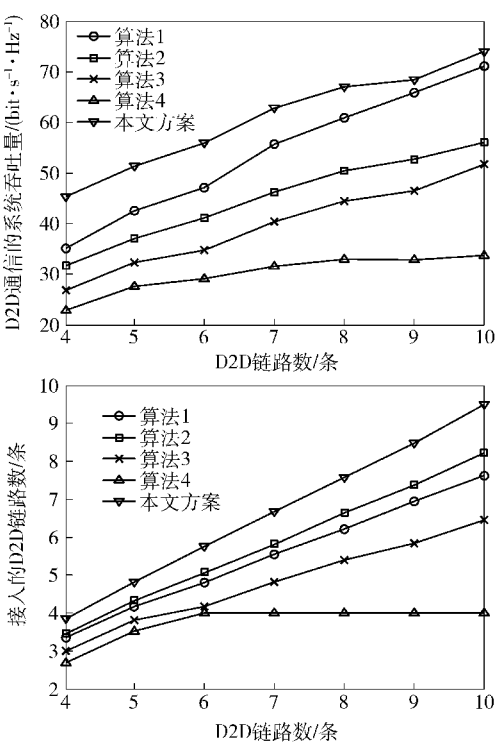 80
70
60
50
40
30
20
D2D通信的系统吞吐量/(bit·s⁻¹·Hz⁻¹)
算法1
算法2
算法3
算法4
本文方案
4 5 6 7 8 9 10
D2D链路数/条
10
9
8
7
6
5
4
3
2
接入的D2D链路数/条
算法1
算法2
算法3
算法4
本文方案
4 5 6 7 8 9 10
D2D链路数/条